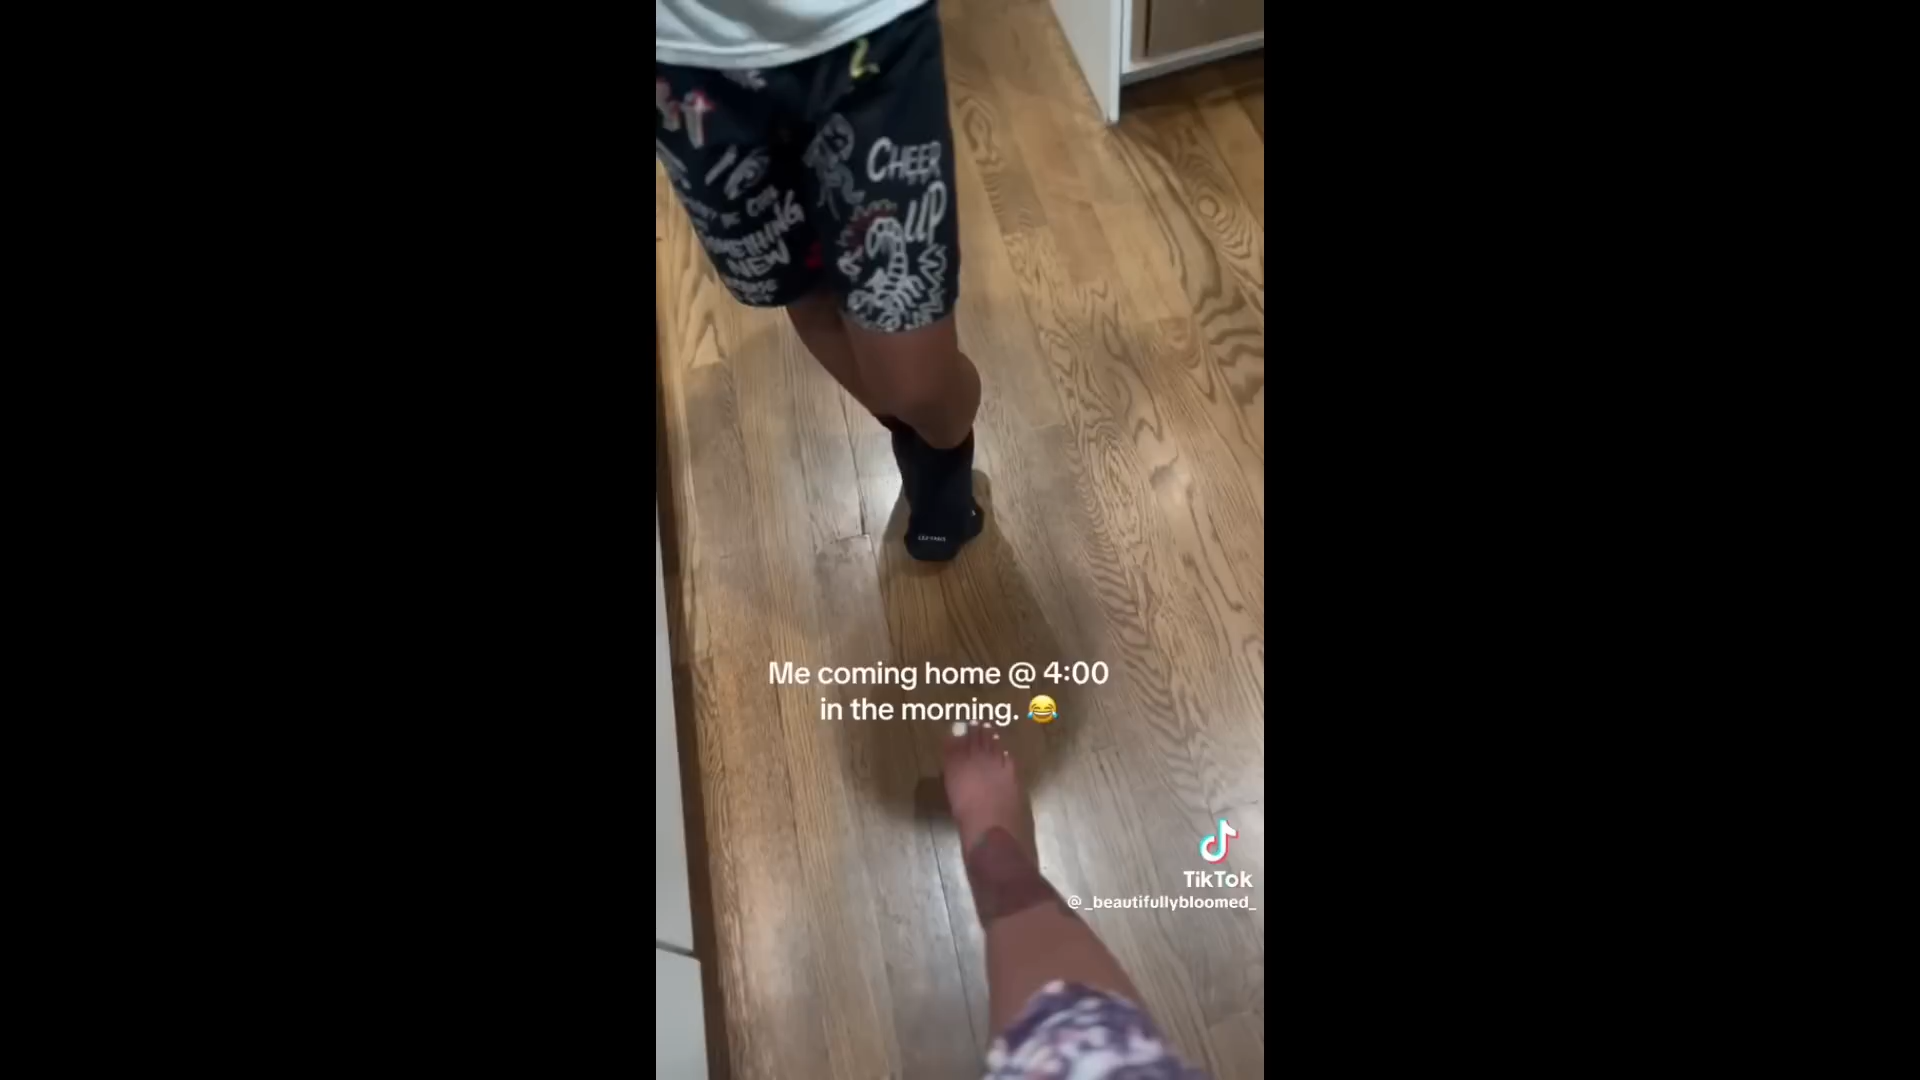 CHEER
UP
SOMETHING
NEW
Me coming home @ 4:00
in the morning. 😂
TikTok
@_beautifullybloomed_